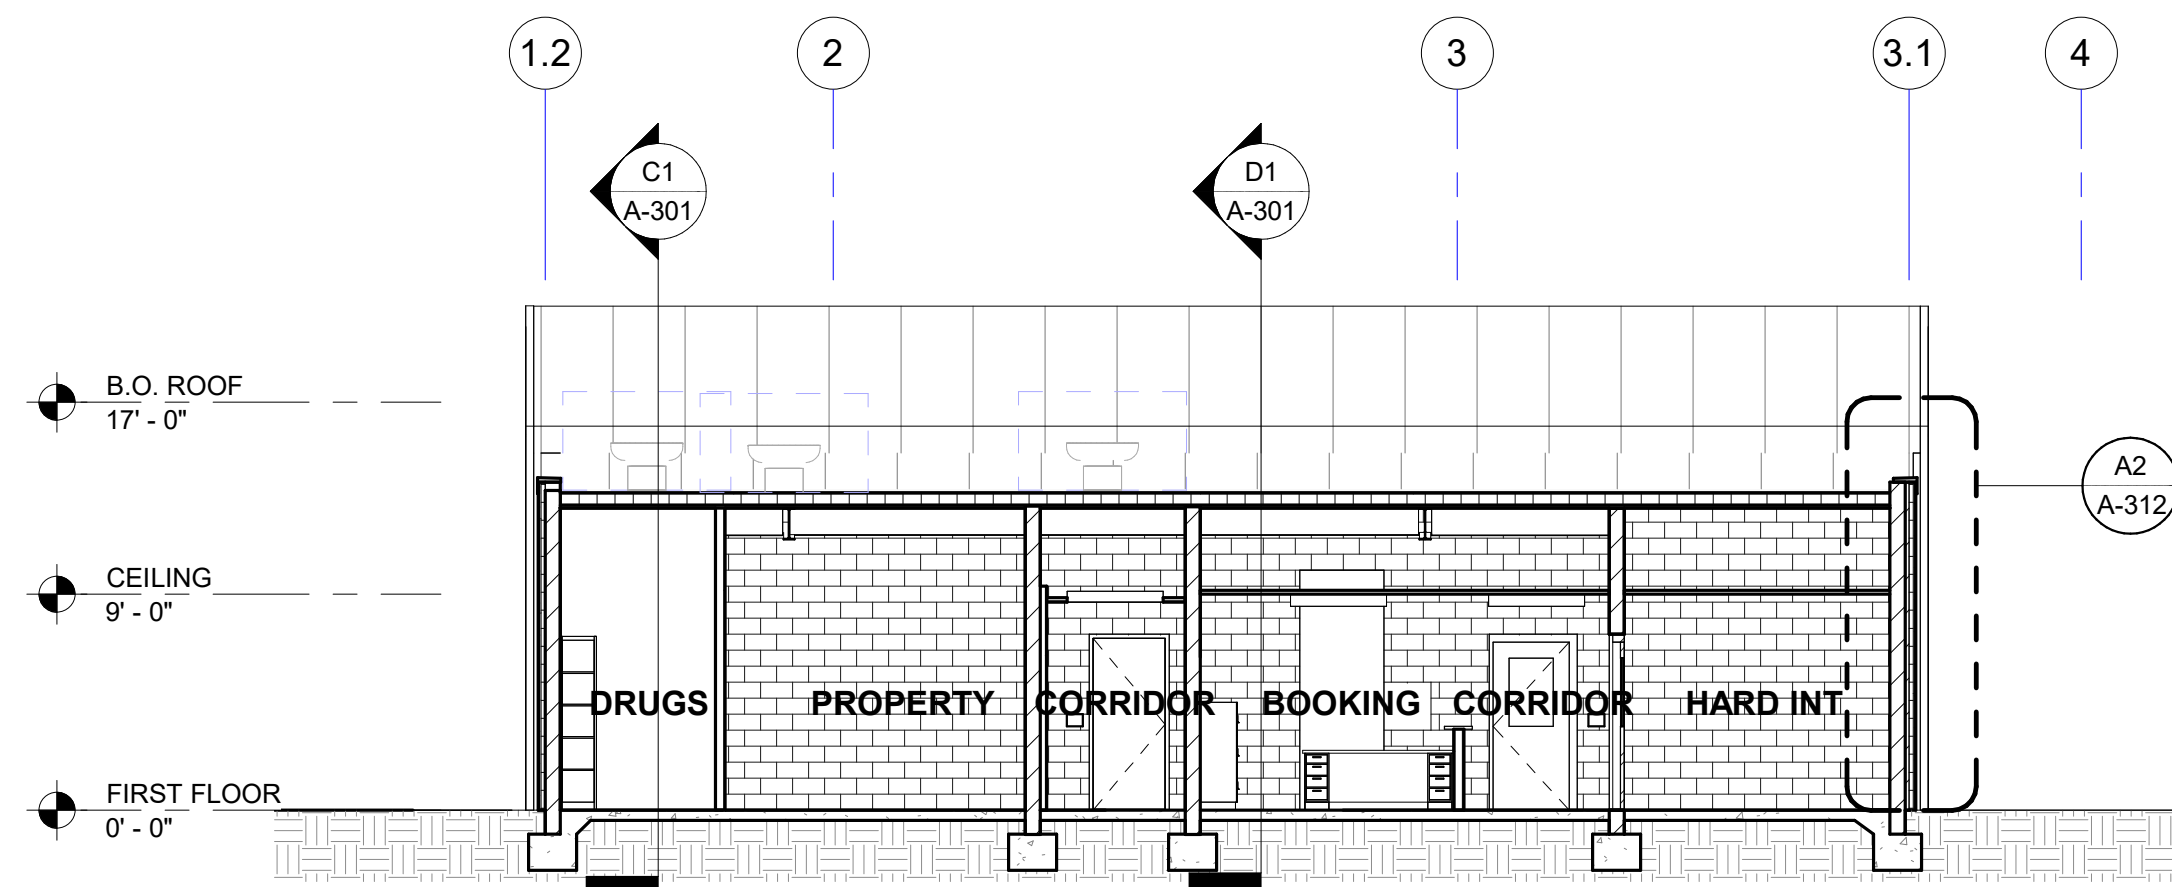 1.2
2
3
3.1
4
C1
A-301
D1
A-301
B.O. ROOF
17' - 0"
A2
A-312
CEILING
9' - 0"
DRUGS
PROPERTY
CORRIDOR
BOOKING
CORRIDOR
HARD INT
FIRST FLOOR
0' - 0"